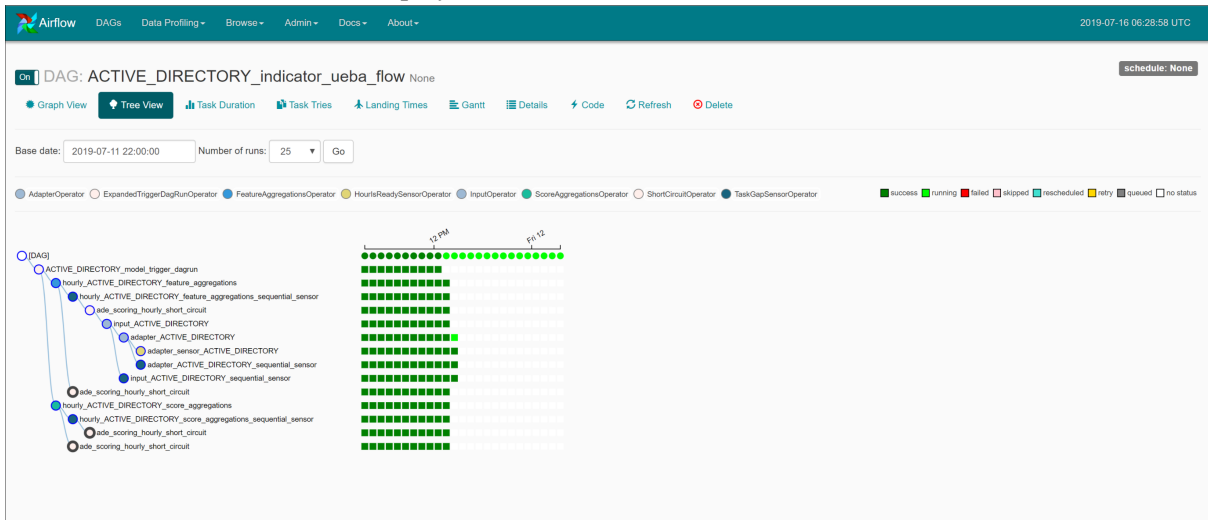 Airflow DAGs Data Profiling Browse Admin Docs About 2019-07-16 06:28:58 UTC
schedule: None
On DAG: ACTIVE_DIRECTORY_indicator_ueba_flow None
Graph View Tree View Task Duration Task Tries Landing Times Gantt Details Code Refresh Delete
Base date: 2019-07-11 22:00:00 Number of runs: 25 Go
AdapterOperator ExpandedTriggerDagRunOperator FeatureAggregationsOperator HourIsReadySensorOperator InputOperator ScoreAggregationsOperator ShortCircuitOperator TaskGapSensorOperator success running failed skipped rescheduled retry queued no status
12 PM Fri 12
[DAG]
ACTIVE_DIRECTORY_model_trigger_dagrun
hourly_ACTIVE_DIRECTORY_feature_aggregations
hourly_ACTIVE_DIRECTORY_feature_aggregations_sequential_sensor
ade_scoring_hourly_short_circuit
input_ACTIVE_DIRECTORY
adapter_ACTIVE_DIRECTORY
adapter_sensor_ACTIVE_DIRECTORY
adapter_ACTIVE_DIRECTORY_sequential_sensor
input_ACTIVE_DIRECTORY_sequential_sensor
ade_scoring_hourly_short_circuit
hourly_ACTIVE_DIRECTORY_score_aggregations
hourly_ACTIVE_DIRECTORY_score_aggregations_sequential_sensor
ade_scoring_hourly_short_circuit
ade_scoring_hourly_short_circuit